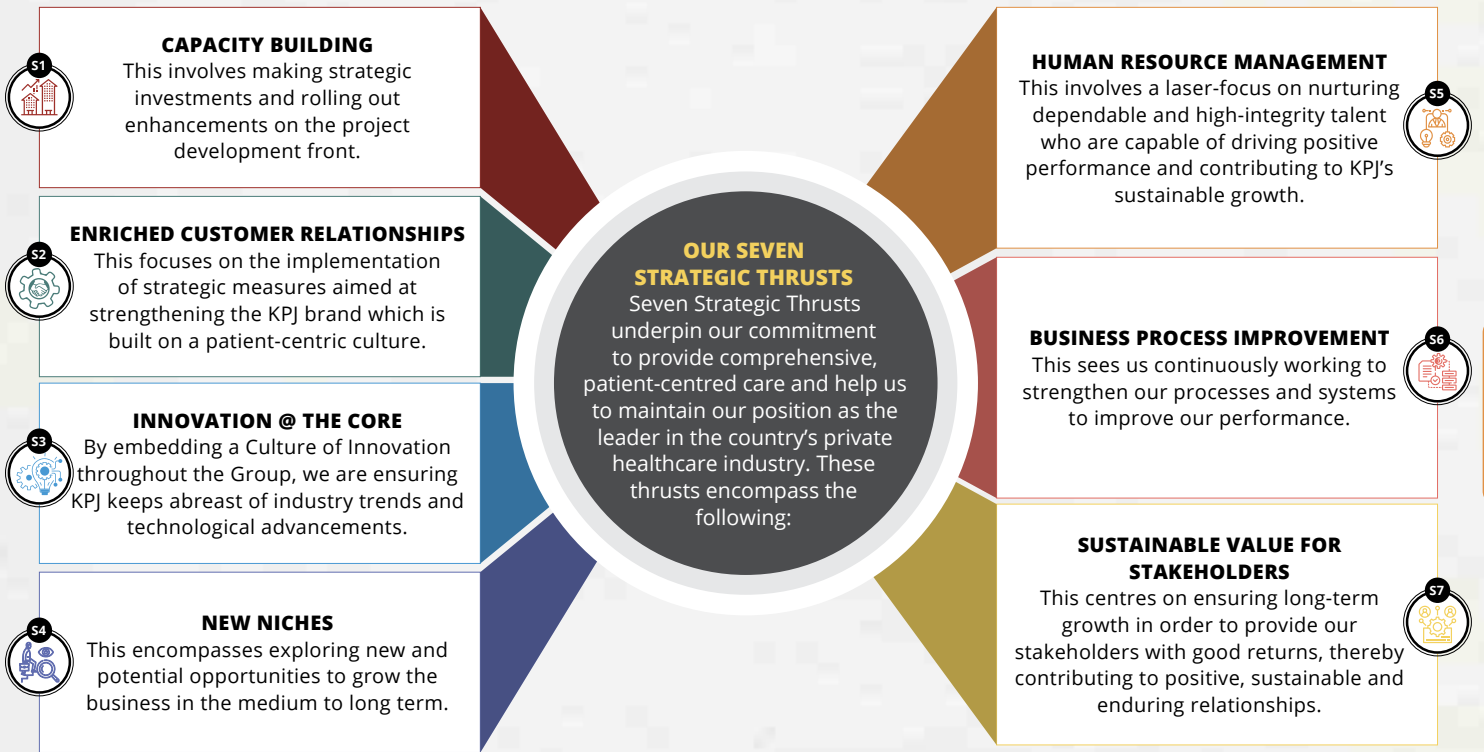 S1
CAPACITY BUILDING
This involves making strategic
investments and rolling out
enhancements on the project
development front.
S2
ENRICHED CUSTOMER RELATIONSHIPS
This focuses on the implementation
of strategic measures aimed at
strengthening the KPJ brand which is
built on a patient-centric culture.
S3
INNOVATION @ THE CORE
By embedding a Culture of Innovation
throughout the Group, we are ensuring
KPJ keeps abreast of industry trends and
technological advancements.
S4
NEW NICHES
This encompasses exploring new and
potential opportunities to grow the
business in the medium to long term.
OUR SEVEN
STRATEGIC THRUSTS
Seven Strategic Thrusts
underpin our commitment
to provide comprehensive,
patient-centred care and help us
to maintain our position as the
leader in the country’s private
healthcare industry. These
thrusts encompass the
following:
S5
HUMAN RESOURCE MANAGEMENT
This involves a laser-focus on nurturing
dependable and high-integrity talent
who are capable of driving positive
performance and contributing to KPJ’s
sustainable growth.
S6
BUSINESS PROCESS IMPROVEMENT
This sees us continuously working to
strengthen our processes and systems
to improve our performance.
S7
SUSTAINABLE VALUE FOR
STAKEHOLDERS
This centres on ensuring long-term
growth in order to provide our
stakeholders with good returns, thereby
contributing to positive, sustainable and
enduring relationships.